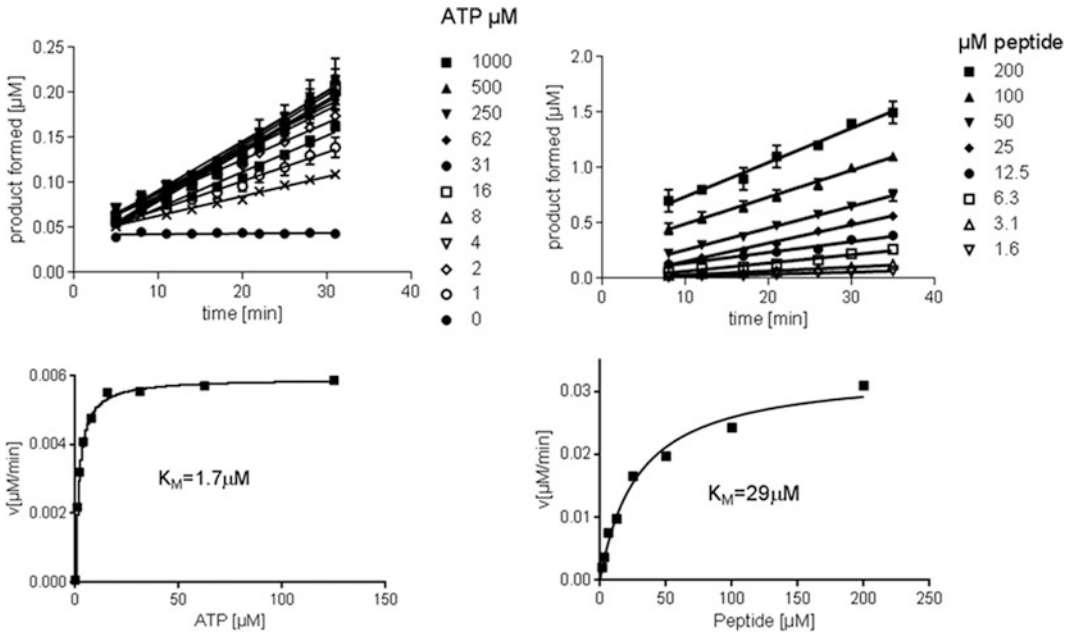 ATP µM
1000
500
250
62
31
16
8
4
2
1
0
product formed [µM]
0.25
0.20
0.15
0.10
0.05
0.00
0 10 20 30 40
time [min]
µM peptide
200
100
50
25
12.5
6.3
3.1
1.6
product formed [µM]
2.0
1.5
1.0
0.5
0.0
0 10 20 30 40
time [min]
v[µM/min)
0.006
0.004
0.002
0.000
KM=1.7µM
0 50 100 150
ATP [µM]
v[µM/min)
0.03
0.02
0.01
0.00
KM=29µM
0 50 100 150 200 250
Peptide [µM]